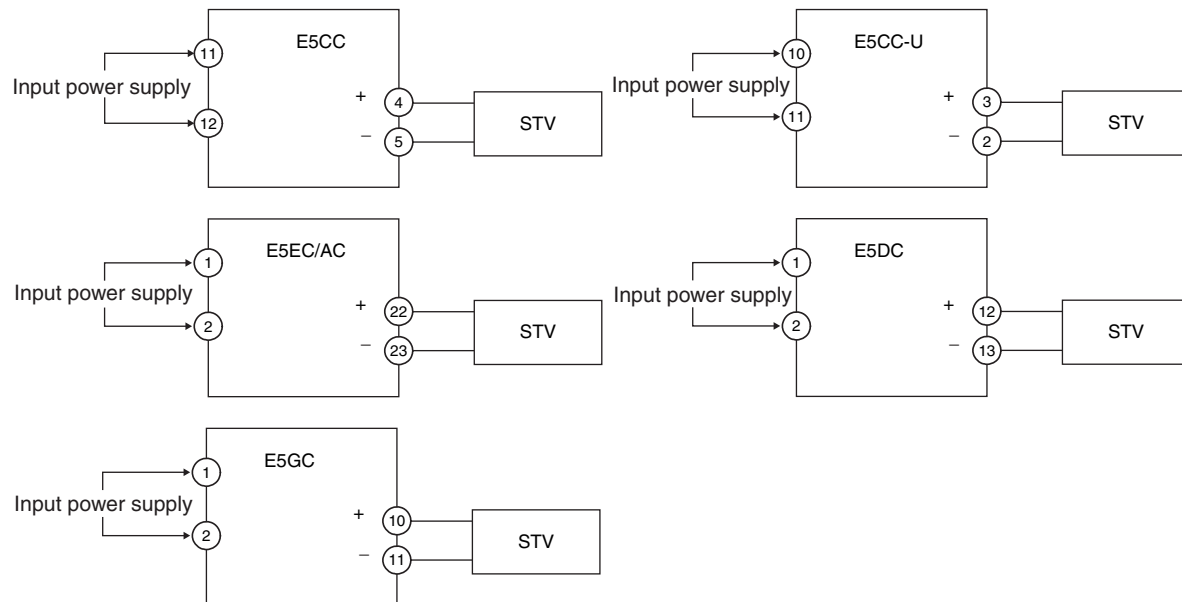 E5CC
11
Input power supply
12
+
4
−
5
STV
E5CC-U
10
Input power supply
11
+
3
−
2
STV
E5EC/AC
1
Input power supply
2
+
22
−
23
STV
E5DC
1
Input power supply
2
+
12
−
13
STV
E5GC
1
Input power supply
2
+
10
−
11
STV